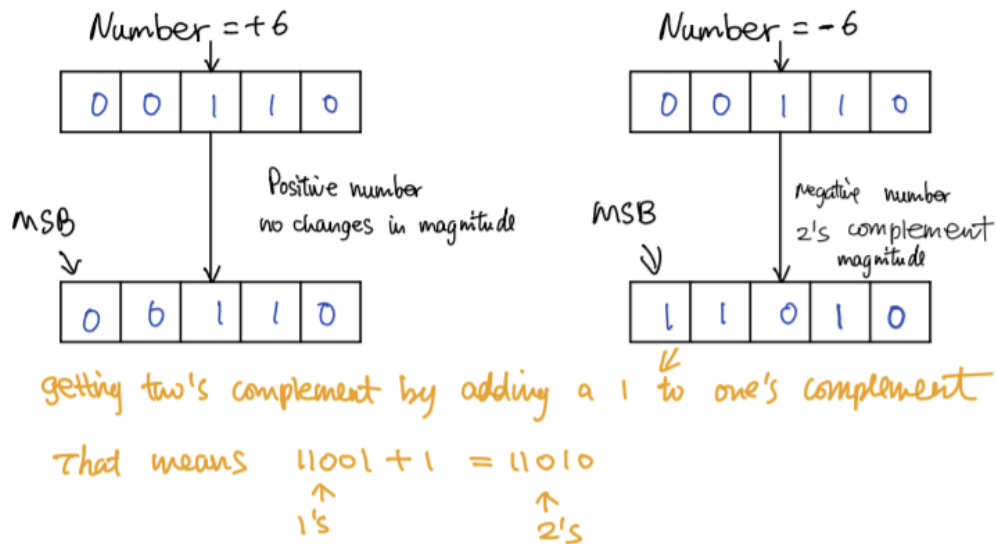 Number = +6
0 0 1 1 0
Positive number
no changes in magnitude
MSB
0 0 1 1 0
Number = -6
0 0 1 1 0
negative number
2's complement
magnitude
MSB
1 1 0 1 0
getting two's complement by adding a 1 to one's complement
That means 11001 + 1 = 11010
1's 2's